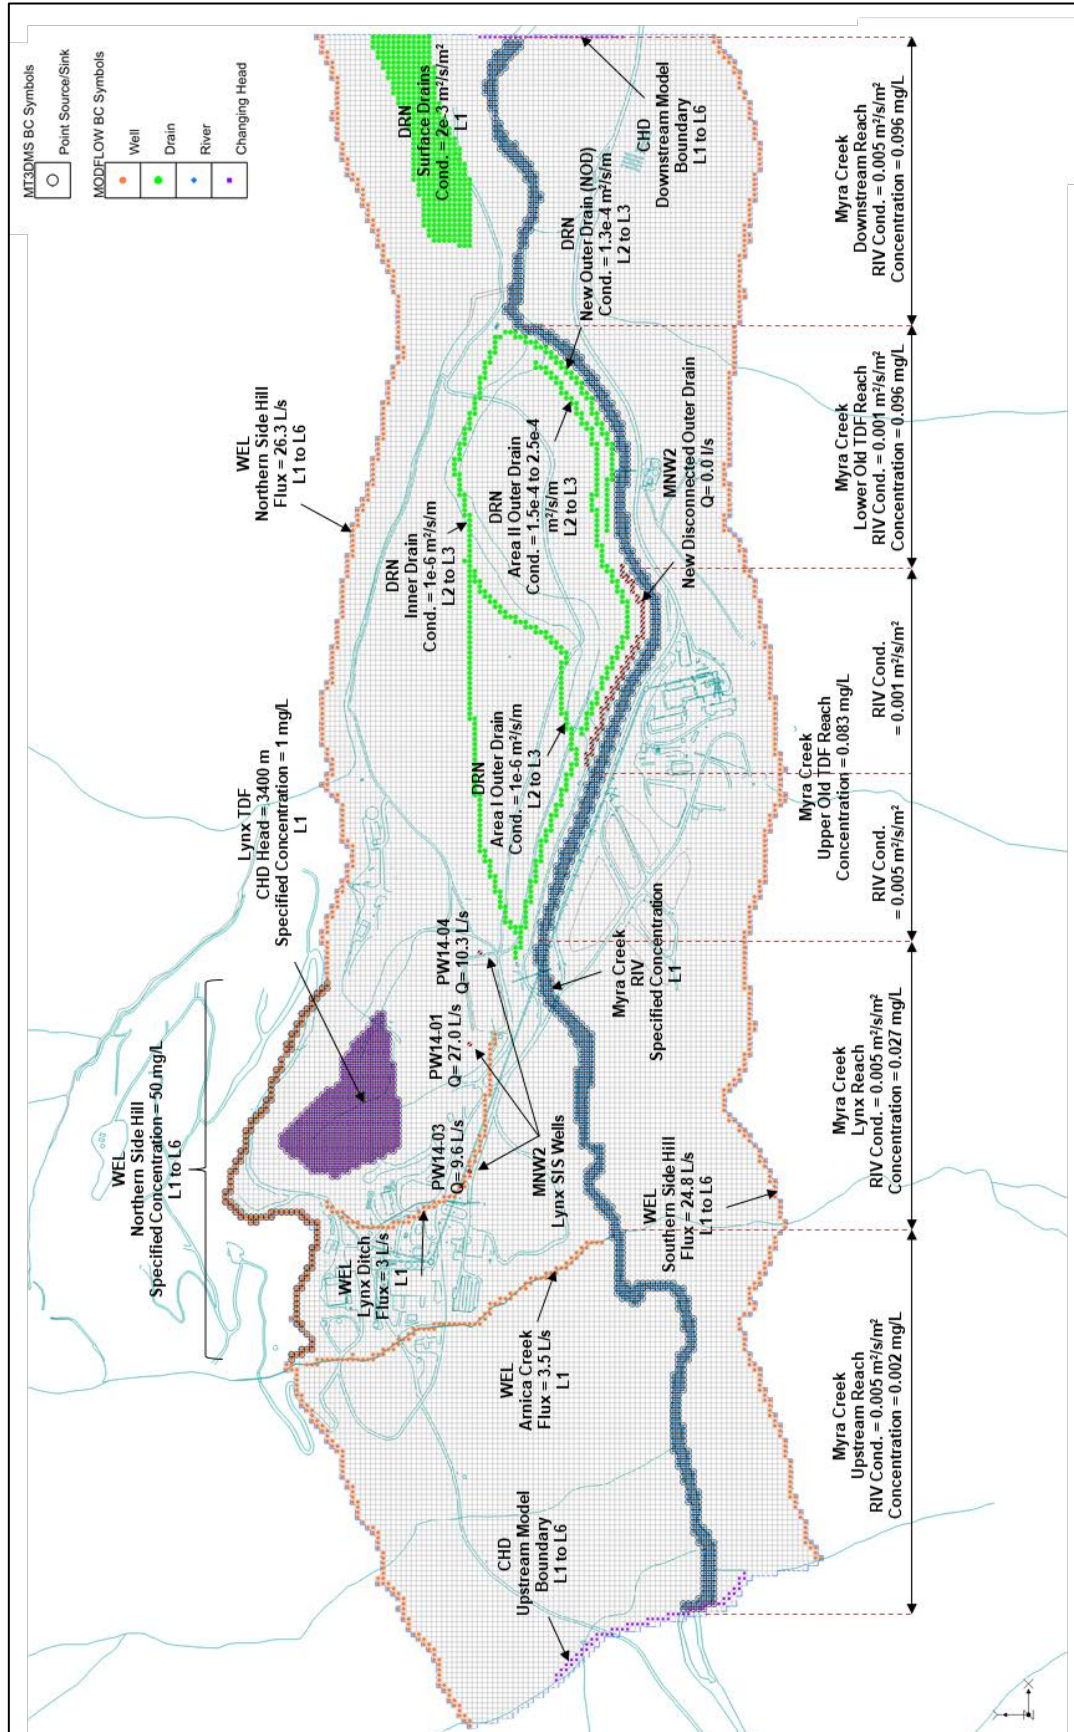 MT3DMS BC Symbols
Point Source/Sink
MODFLOW BC Symbols
Well
Drain
River
Changing Head
WEL
Northern Side Hill
Specified Concentration = 50 mg/L
L1 to L6
Lynx TDF
CHD Head = 3400 m
Specified Concentration = 1 mg/L
L1
WEL
Northern Side Hill
Flux = 26.3 L/s
L1 to L6
DRN
Surface Drains
Cond. = 2e-3 m²/s/m²
L1
DRN
Inner Drain
Cond. = 1e-6 m²/s/m
L2 to L3
DRN
Area I Outer Drain
Cond. = 1e-6 m²/s/m
L2 to L3
DRN
Area II Outer Drain
Cond. = 1.5e-4 to 2.5e-4
m²/s/m
L2 to L3
DRN
New Outer Drain (NOD)
Cond. = 1.3e-4 m²/s/m
L2 to L3
CHD
Downstream Model
Boundary
L1 to L6
WEL
Lynx Ditch
Flux = 3 L/s
L1
PW14-03
Q= 9.6 L/s
PW14-01
Q= 27.0 L/s
PW14-04
Q= 10.3 L/s
MNW2
Lynx SIS Wells
CHD
Upstream Model
Boundary
L1 to L6
WEL
Arnica Creek
Flux = 3.5 L/s
L1
WEL
Southern Side Hill
Flux = 24.8 L/s
L1 to L6
Myra Creek
RIV
Specified Concentration
L1
MNW2
New Disconnected Outer Drain
Q= 0.0 l/s
Myra Creek
Upstream Reach
RIV Cond. = 0.005 m²/s/m²
Concentration = 0.002 mg/L
Myra Creek
Lynx Reach
RIV Cond. = 0.005 m²/s/m²
Concentration = 0.027 mg/L
Myra Creek
Upper Old TDF Reach
Concentration = 0.083 mg/L
RIV Cond.
= 0.005 m²/s/m²
RIV Cond.
= 0.001 m²/s/m²
Myra Creek
Lower Old TDF Reach
RIV Cond. = 0.001 m²/s/m²
Concentration = 0.096 mg/L
Myra Creek
Downstream Reach
RIV Cond. = 0.005 m²/s/m²
Concentration = 0.096 mg/L
Y
X